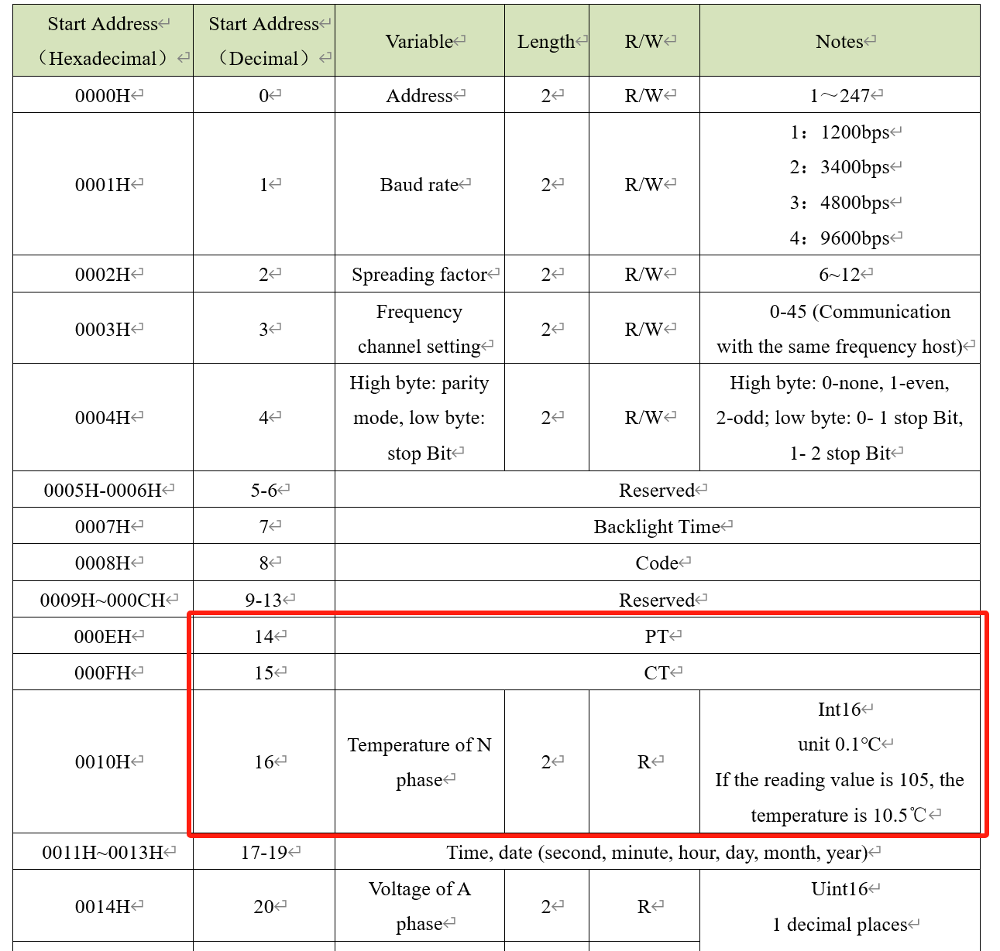 Start Address↵
（Hexadecimal）↵
Start Address↵
（Decimal）↵
Variable↵
Length↵
R/W↵
Notes↵
0000H↵
0↵
Address↵
2↵
R/W↵
1～247↵
0001H↵
1↵
Baud rate↵
2↵
R/W↵
1：1200bps↵
2：3400bps↵
3：4800bps↵
4：9600bps↵
0002H↵
2↵
Spreading factor↵
2↵
R/W↵
6~12↵
0003H↵
3↵
Frequency
channel setting↵
2↵
R/W↵
0-45 (Communication
with the same frequency host)↵
0004H↵
4↵
High byte: parity
mode, low byte:
stop Bit↵
2↵
R/W↵
High byte: 0-none, 1-even,
2-odd; low byte: 0- 1 stop Bit,
1- 2 stop Bit↵
0005H-0006H↵
5-6↵
Reserved↵
0007H↵
7↵
Backlight Time↵
0008H↵
8↵
Code↵
0009H~000CH↵
9-13↵
Reserved↵
000EH↵
14↵
PT↵
000FH↵
15↵
CT↵
0010H↵
16↵
Temperature of N
phase↵
2↵
R↵
Int16↵
unit 0.1℃↵
If the reading value is 105, the
temperature is 10.5℃↵
0011H~0013H↵
17-19↵
Time, date (second, minute, hour, day, month, year)↵
0014H↵
20↵
Voltage of A
phase↵
2↵
R↵
Uint16↵
1 decimal places↵